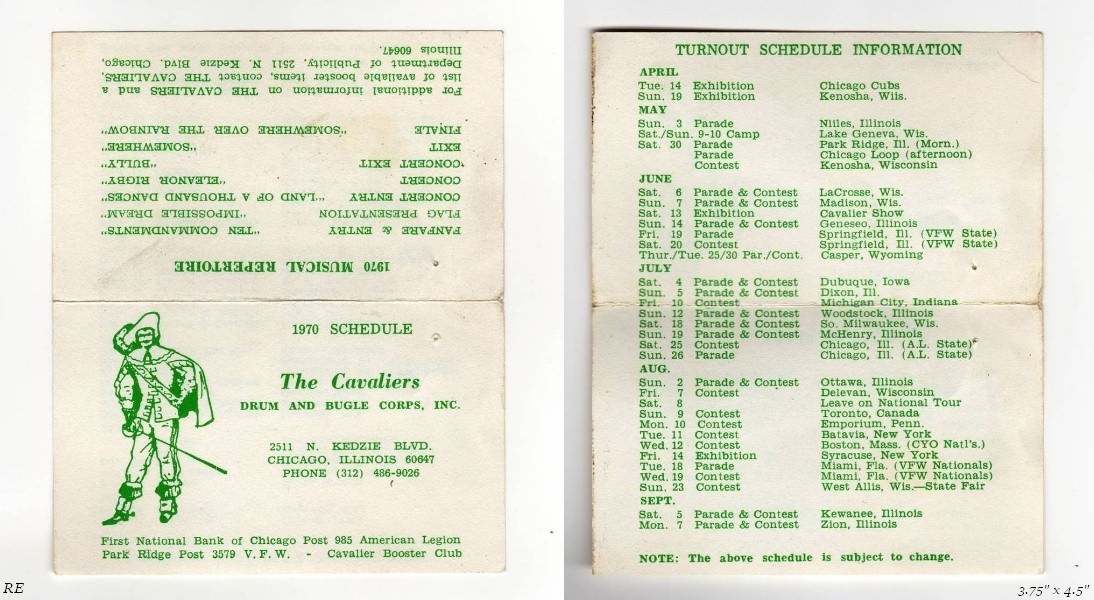 1970 MUSICAL REPERTOIRE
FANFARE & ENTRY "TEN COMMANDMENTS"
FLAG PRESENTATION "IMPOSSIBLE DREAM"
CONCERT ENTRY "LAND OF A THOUSAND DANCES"
CONCERT "ELEANOR RIGBY"
CONCERT EXIT "BULLY"
EXIT "SOMEWHERE"
FINALE "SOMEWHERE OVER THE RAINBOW"
For additional information on THE CAVALIERS and a
list of available booster items, contact THE CAVALIERS,
Department of Publicity, 2511 N. Kedzie Blvd. Chicago,
Illinois 60647.
1970 SCHEDULE
The Cavaliers
DRUM AND BUGLE CORPS, INC.
2511 N. KEDZIE BLVD.
CHICAGO, ILLINOIS 60647
PHONE (312) 486-9026
First National Bank of Chicago Post 985 American Legion
Park Ridge Post 3579 V.F.W. - Cavalier Booster Club
RE
TURNOUT SCHEDULE INFORMATION
APRIL
Tue. 14 Exhibition Chicago Cubs
Sun. 19 Exhibition Kenosha, Wiis.
MAY
Sun. 3 Parade Niiles, Illinois
Sat./Sun. 9-10 Camp Lake Geneva, Wis.
Sat. 30 Parade Park Ridge, Ill. (Morn.)
Parade Chicago Loop (afternoon)
Contest Kenosha, Wisconsin
JUNE
Sat. 6 Parade & Contest LaCrosse, Wis.
Sun. 7 Parade & Contest Madison, Wis.
Sat. 13 Exhibition Cavalier Show
Sun. 14 Parade & Contest Geneseo, Illinois
Fri. 19 Parade Springfield, Ill. (VFW State)
Sat. 20 Contest Springfield, Ill. (VFW State)
Thur./Tue. 25/30 Par./Cont. Casper, Wyoming
JULY
Sat. 4 Parade & Contest Dubuque, Iowa
Sun. 5 Parade & Contest Dixon, Ill.
Fri. 10 Contest Michigan City, Indiana
Sun. 12 Parade & Contest Woodstock, Illinois
Sat. 18 Parade & Contest So. Milwaukee, Wis.
Sun. 19 Parade & Contest McHenry, Illinois
Sat. 25 Contest Chicago, Ill. (A.L. State)
Sun. 26 Parade Chicago, Ill. (A.L. State)
AUG.
Sun. 2 Parade & Contest Ottawa, Illinois
Fri. 7 Contest Delevan, Wisconsin
Sat. 8 Leave on National Tour
Sun. 9 Contest Toronto, Canada
Mon. 10 Contest Emporium, Penn.
Tue. 11 Contest Batavia, New York
Wed. 12 Contest Boston, Mass. (CYO Natl's.)
Fri. 14 Exhibition Syracuse, New York
Tue. 18 Parade Miami, Fla. (VFW Nationals)
Wed. 19 Contest Miami, Fla. (VFW Nationals)
Sun. 23 Contest West Allis, Wis.—State Fair
SEPT.
Sat. 5 Parade & Contest Kewanee, Illinois
Mon. 7 Parade & Contest Zion, Illinois
NOTE: The above schedule is subject to change.
3.75" x 4.5"